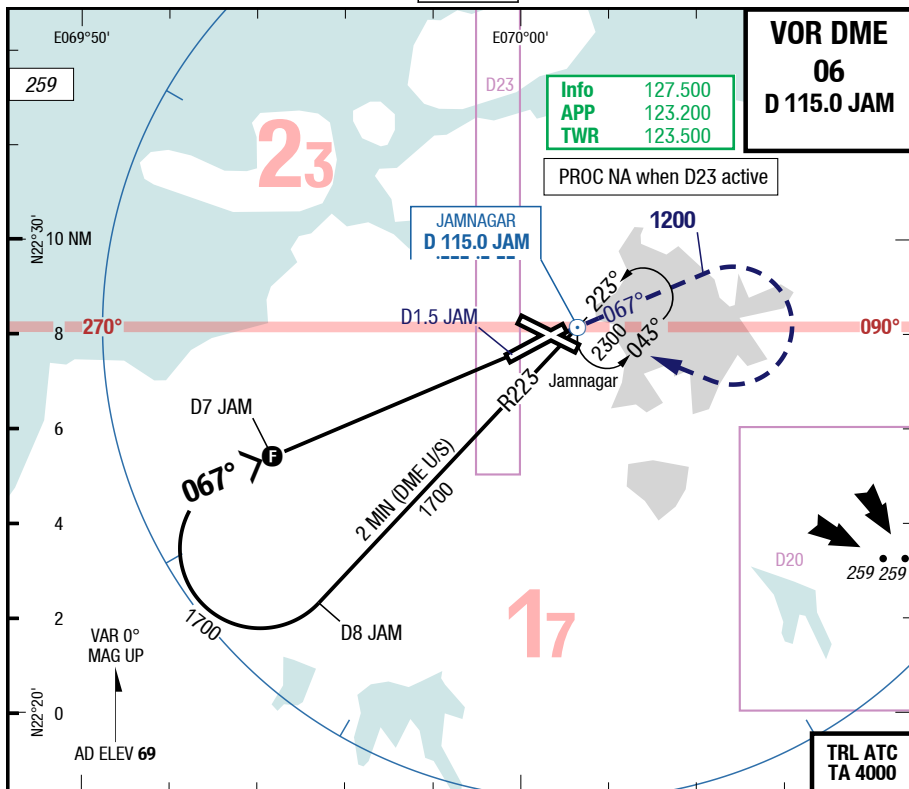 E069°50'
E070°00'
VOR DME
06
D 115.0 JAM
259
D23
Info 127.500
APP 123.200
TWR 123.500
23
PROC NA when D23 active
JAMNAGAR
D 115.0 JAM
1200
N22°30'
10 NM
D1.5 JAM
223°
067°
270°
8
2300
043°
090°
Jamnagar
R223
D7 JAM
6
F
067°
2 MIN (DME U/S)
1700
4
D20
259 259
1700
2
D8 JAM
17
VAR 0°
MAG UP
N22°20'
0
AD ELEV 69
TRL ATC
TA 4000